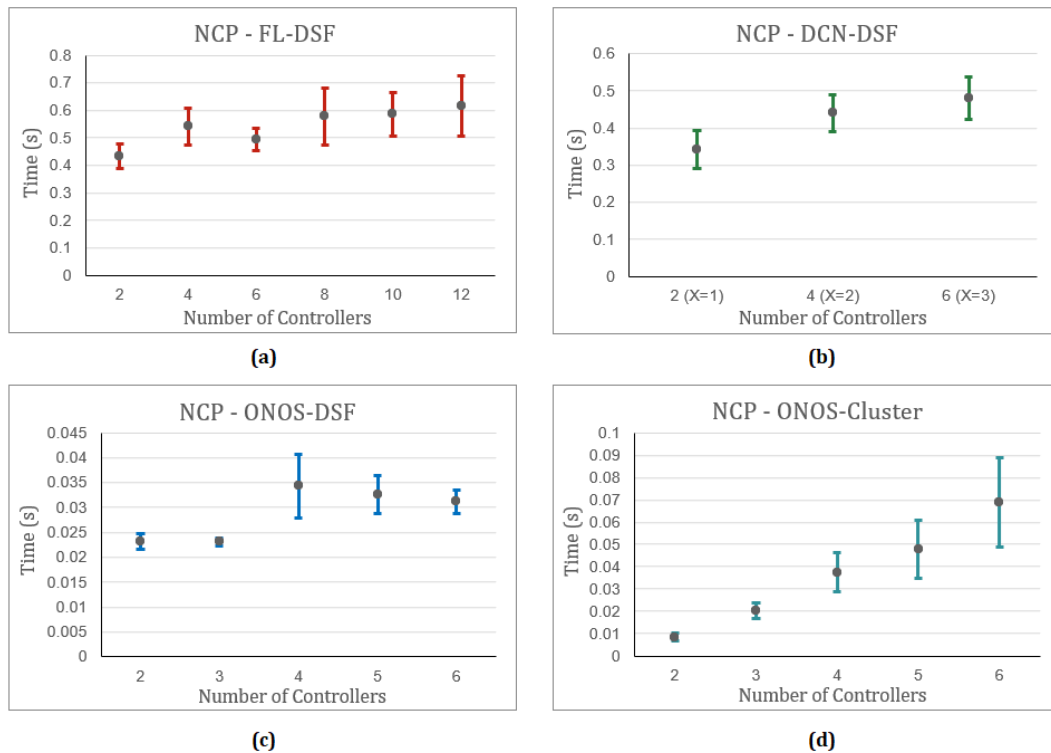 NCP - FL-DSF
0.8
0.7
0.6
0.5
0.4
0.3
0.2
0.1
0
Time (s)
2 4 6 8 10 12
Number of Controllers
(a)
NCP - DCN-DSF
0.6
0.5
0.4
0.3
0.2
0.1
0
Time (s)
2 (X=1) 4 (X=2) 6 (X=3)
Number of Controllers
(b)
NCP - ONOS-DSF
0.045
0.04
0.035
0.03
0.025
0.02
0.015
0.01
0.005
0
Time (s)
2 3 4 5 6
Number of Controllers
(c)
NCP - ONOS-Cluster
0.1
0.09
0.08
0.07
0.06
0.05
0.04
0.03
0.02
0.01
0
Time (s)
2 3 4 5 6
Number of Controllers
(d)